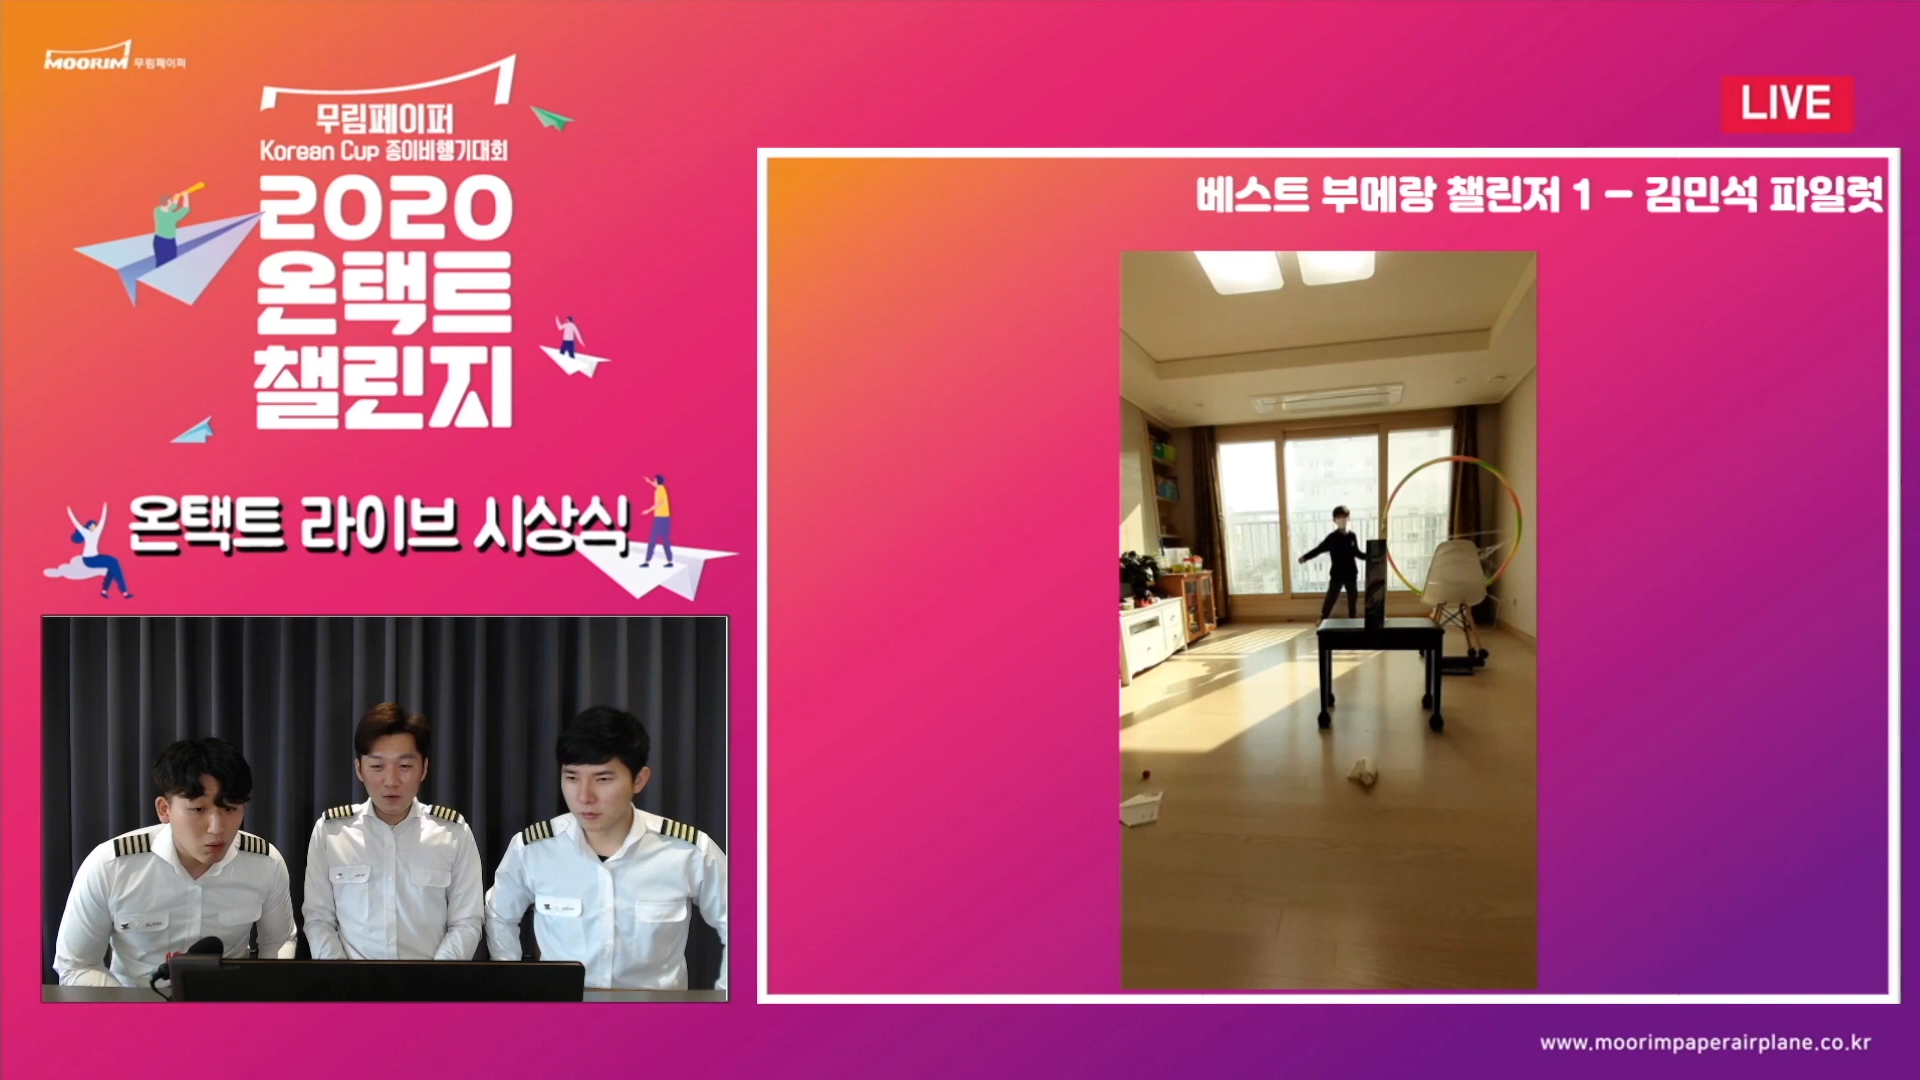 MOORIM 무림페이퍼
무림페이퍼
Korean Cup 종이비행기대회
2020
온택트
챌린지
온택트 라이브 시상식
LIVE
베스트 부메랑 챌린저 1 – 김민석 파일럿
www.moorimpaperairplane.co.kr